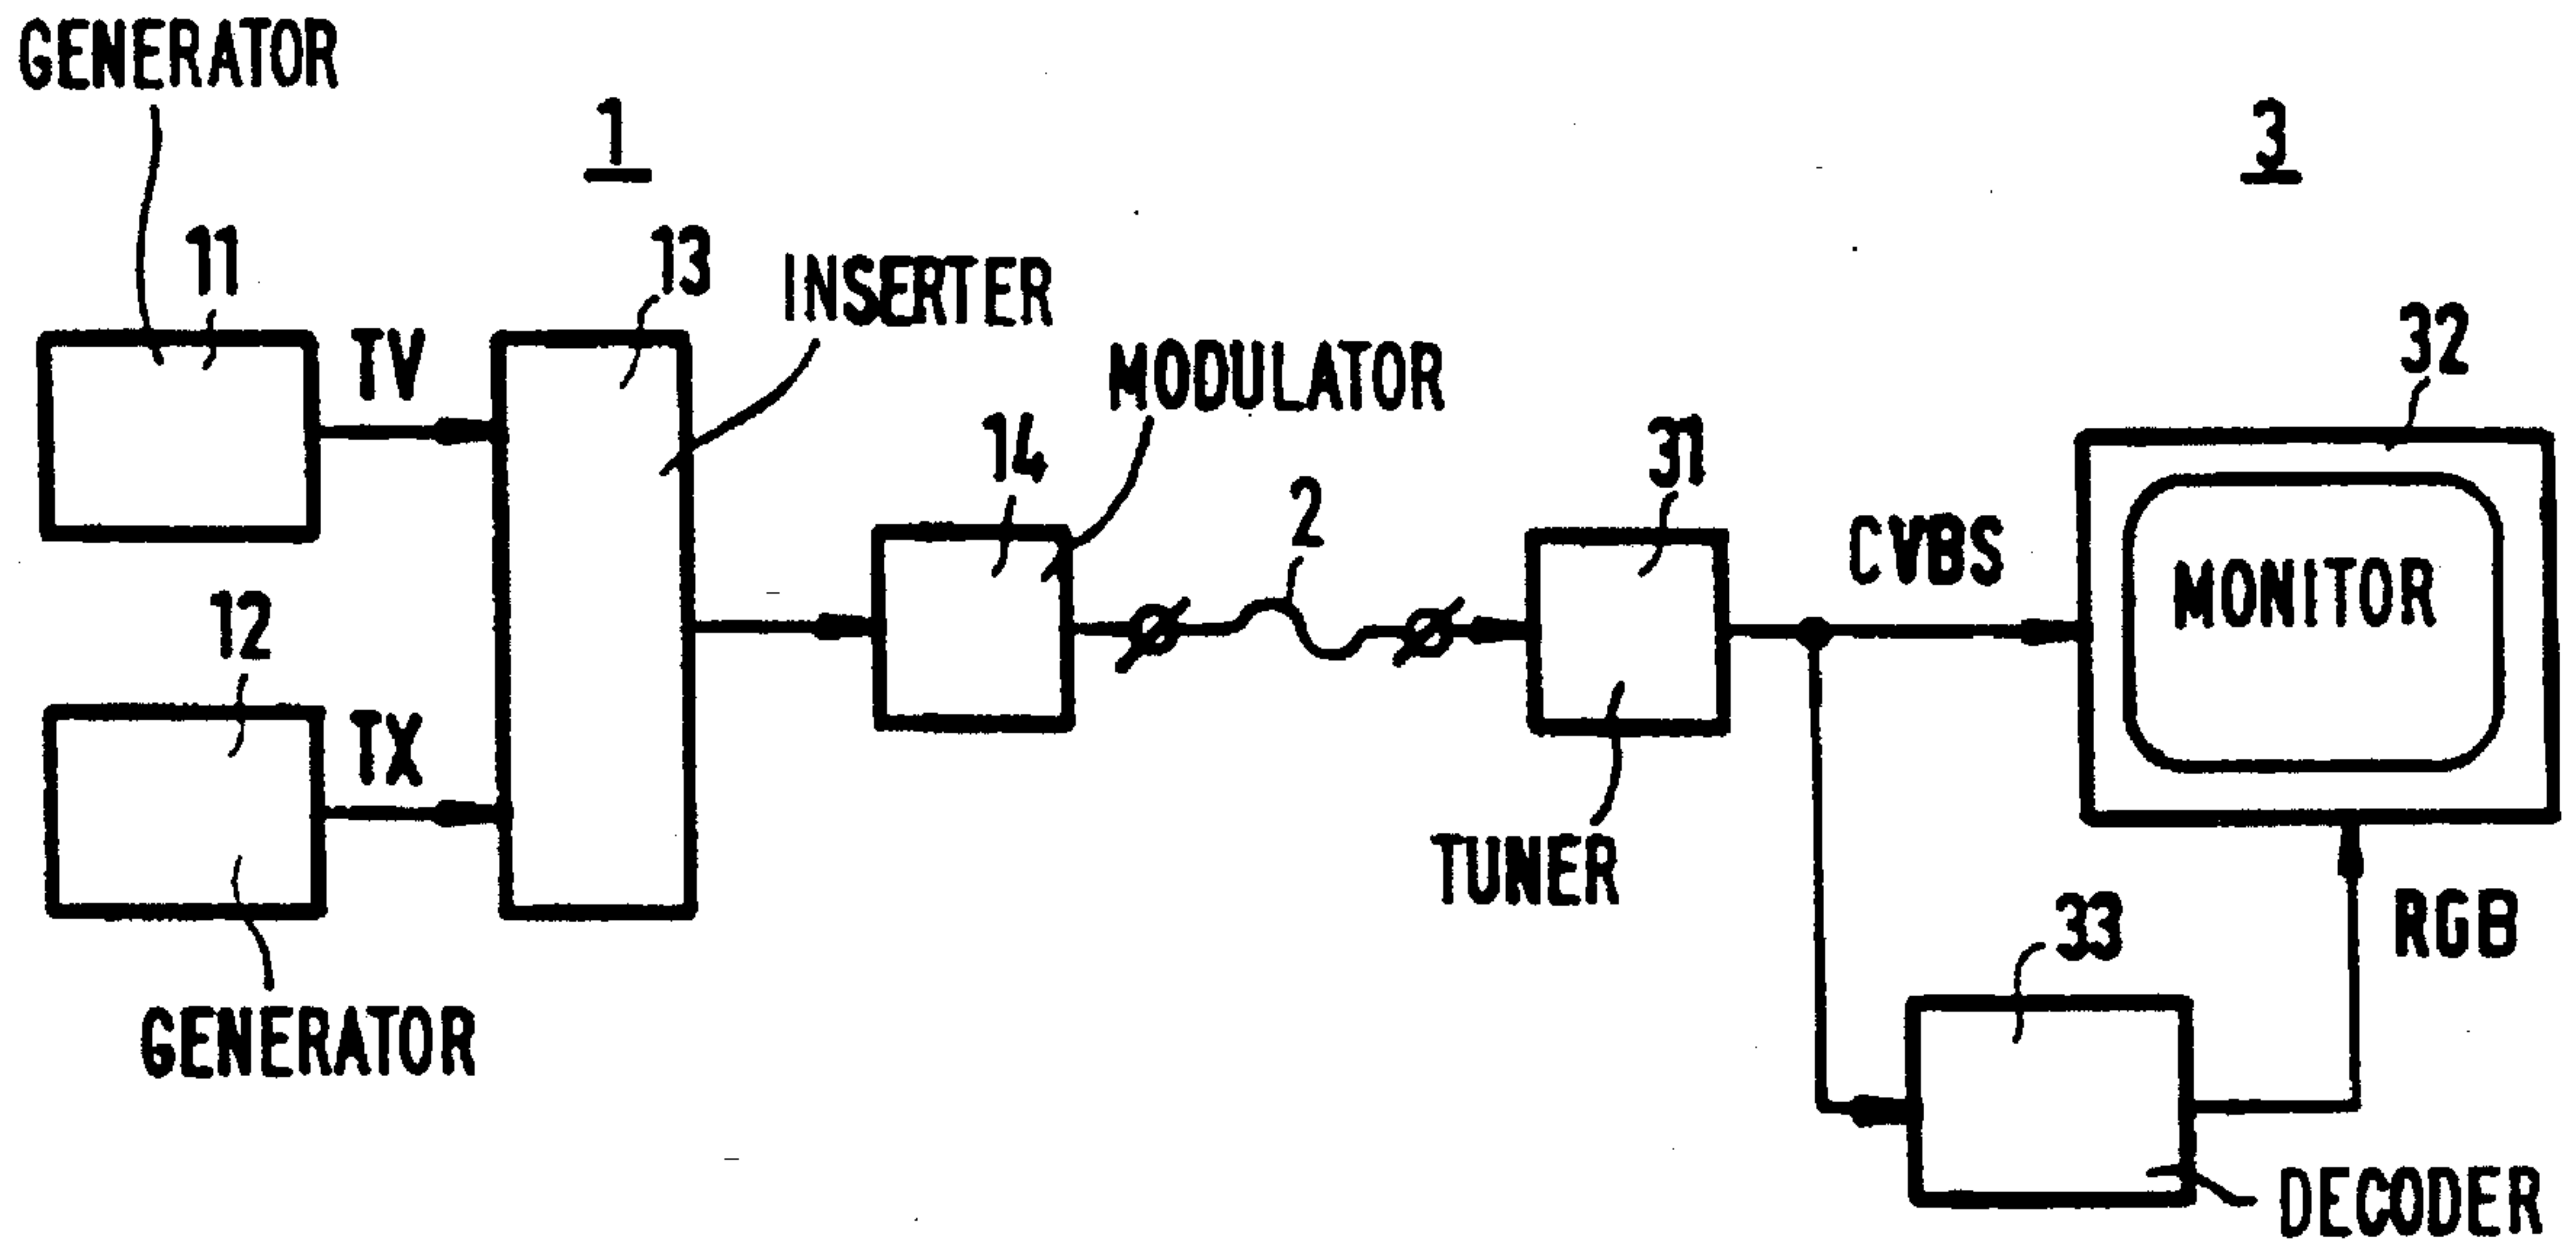 GENERATOR
1
3
11
13
INSERTER
TV
MODULATOR
32
14
31
2
CVBS
MONITOR
12
TX
TUNER
33
RGB
GENERATOR
DECODER